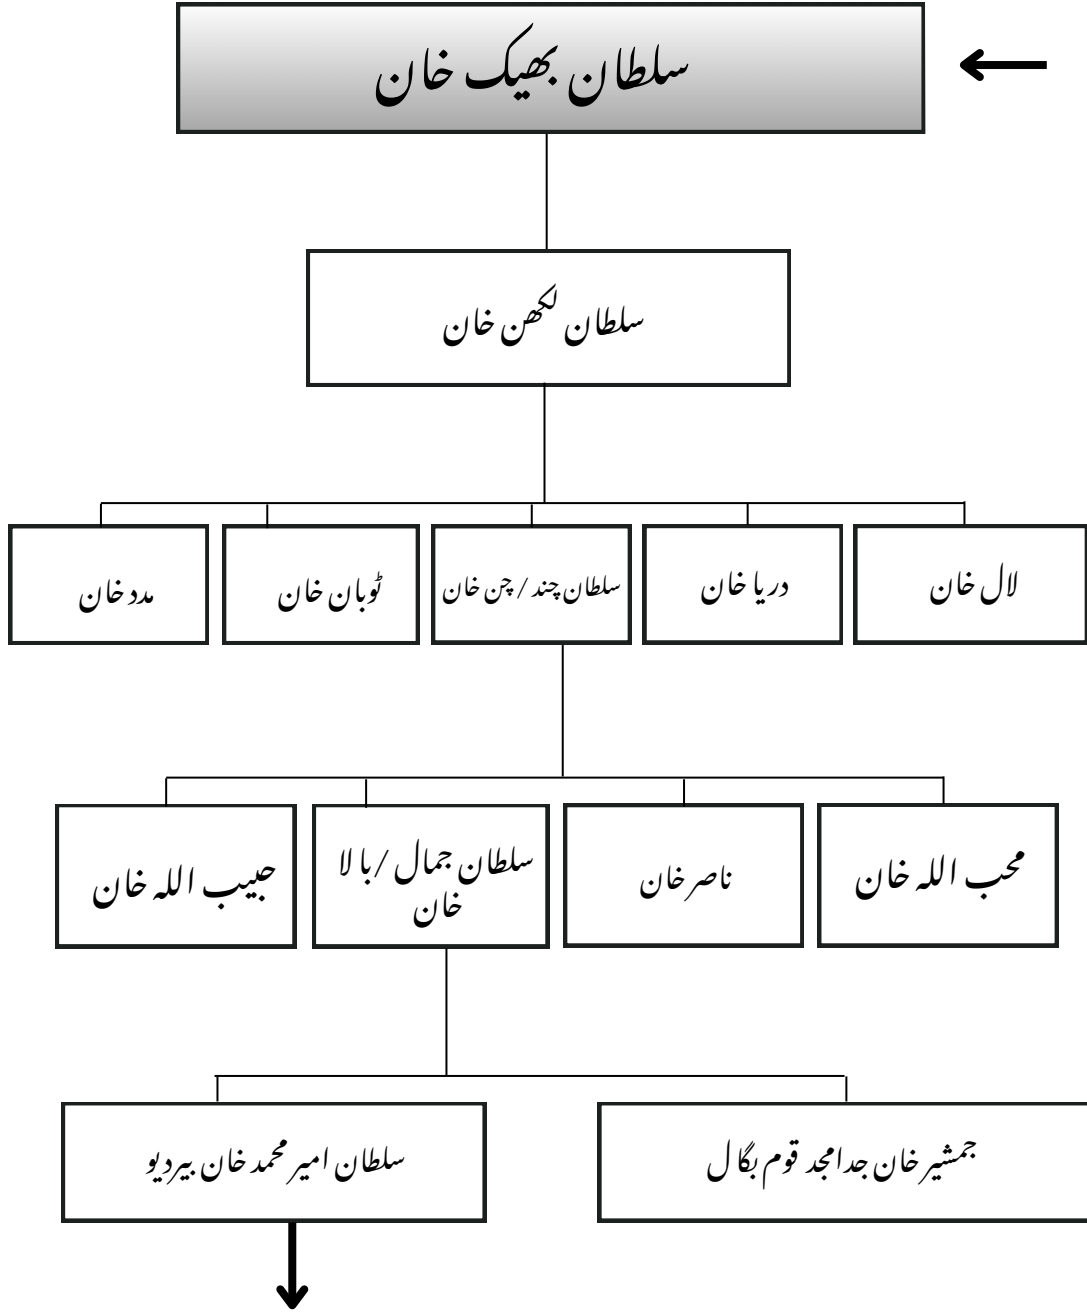 سلطان بھیک خان
سلطان لکھن خان
لال خان
دریا خان
سلطان چند / چن خان
ٹوبان خان
مدد خان
محب اللہ خان
ناصر خان
سلطان جمال /بالا
خان
حبیب اللہ خان
جمشیر خان جدامجد قوم بگال
سلطان امیر محمد خان بیردیو